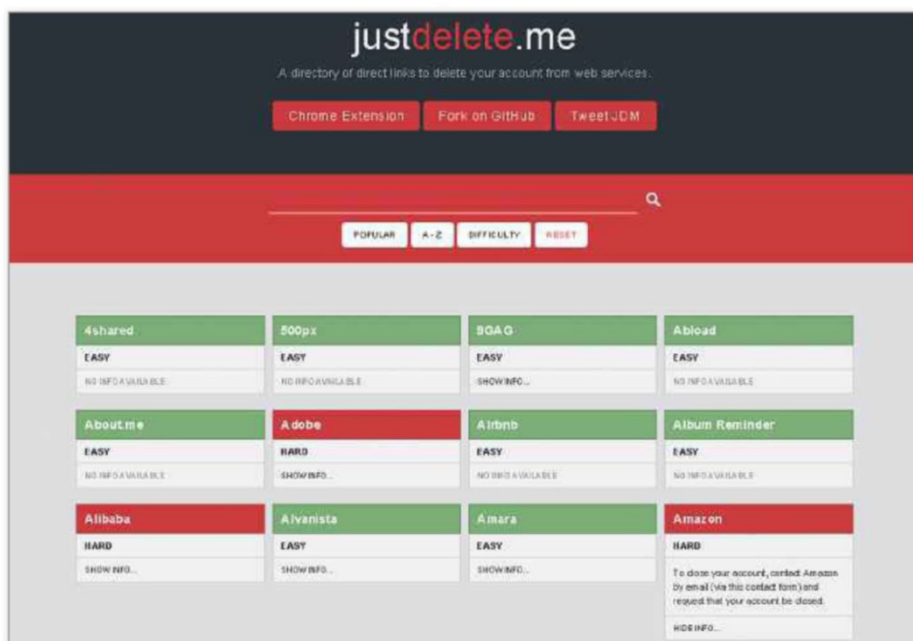 justdelete.me
A directory of direct links to delete your account from web services.
Chrome Extension Fork on GitHub Tweet JDM
POPULAR A - Z DIFFICULTY RESET
4shared 500px 9GAG Abload
EASY EASY EASY EASY
NO INFO AVAILABLE NO INFO AVAILABLE SHOW INFO... NO INFO AVAILABLE
About.me Adobe Airbnb Album Reminder
EASY HARD EASY EASY
NO INFO AVAILABLE SHOW INFO... NO INFO AVAILABLE NO INFO AVAILABLE
Alibaba Alvanista Amara Amazon
HARD EASY EASY HARD
SHOW INFO... SHOW INFO... SHOW INFO... To close your account, contact Amazon
by email (via this contact form) and
request that your account be closed.
HIDE INFO...